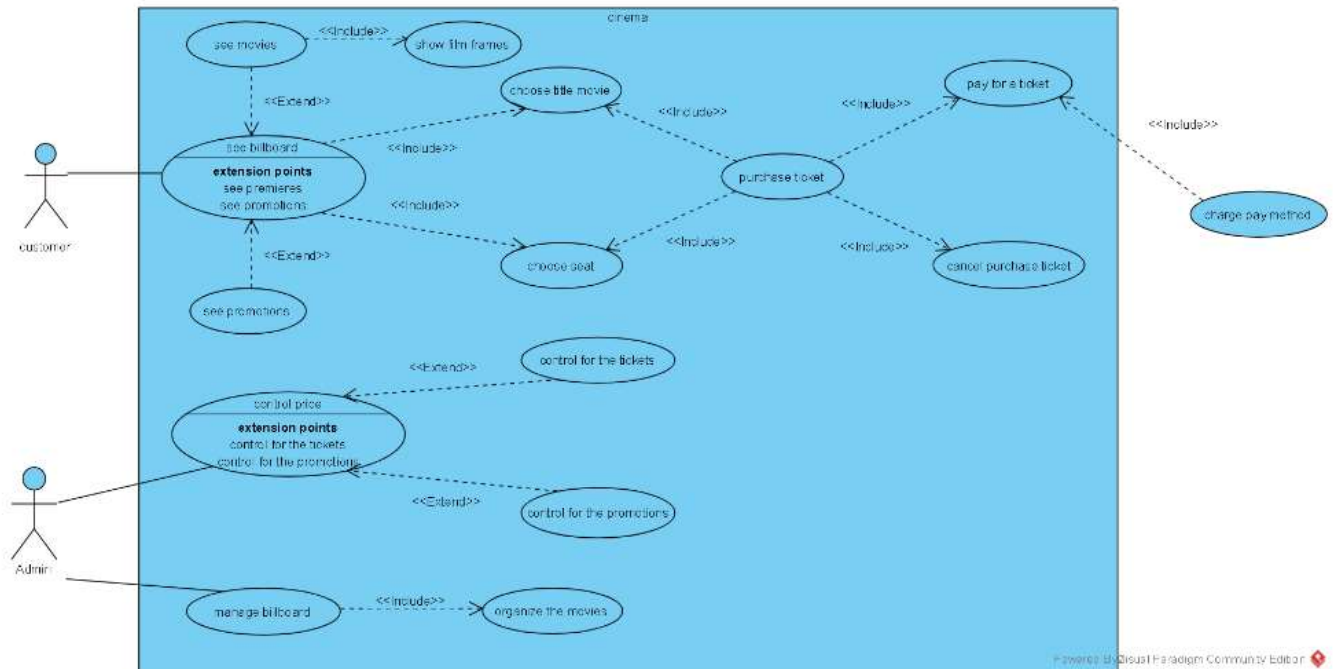 cinema
see movies
<<Include>>
show film frames
<<Extend>>
choose title movie
<<Include>>
<<Include>>
pay for a ticket
<<Include>>
<<Include>>
see billboard
extension points
see premieres
see promotions
<<Include>>
purchase ticket
customer
<<Extend>>
choose seat
<<Include>>
<<Include>>
cancel purchase ticket
charge pay method
see promotions
<<Extend>>
control for the tickets
control price
extension points
control for the tickets
control for the promotions
<<Extend>>
control for the promotions
Admin
manage billboard
<<Include>>
organize the movies
Powered By Visual Paradigm Community Edition